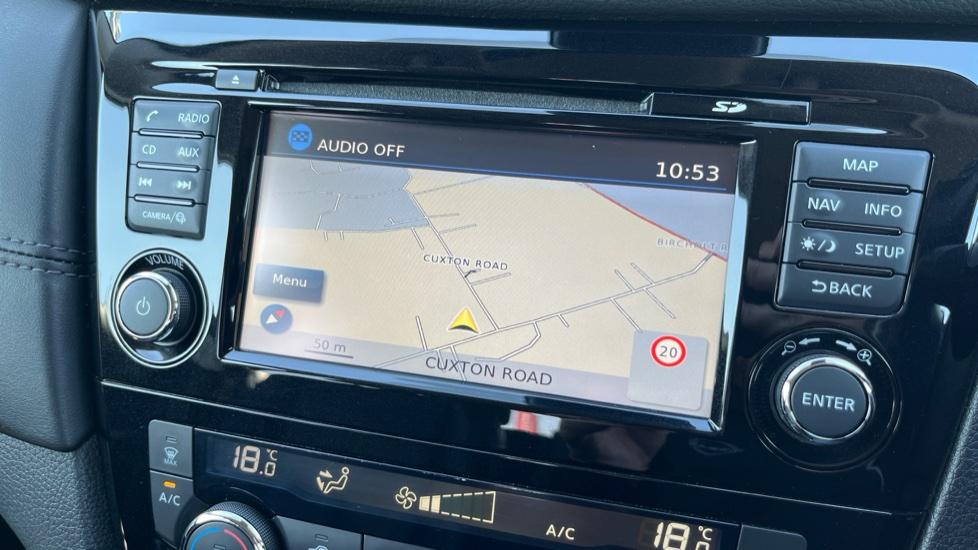 SD
RADIO
CD AUX
CAMERA/
VOLUME
AUDIO OFF
10:53
CUXTON ROAD
Menu
50 m
CUXTON ROAD
20
MAP
NAV INFO
SETUP
BACK
ENTER
MAX
A/C
18.0 °C
A/C
18.0 °C